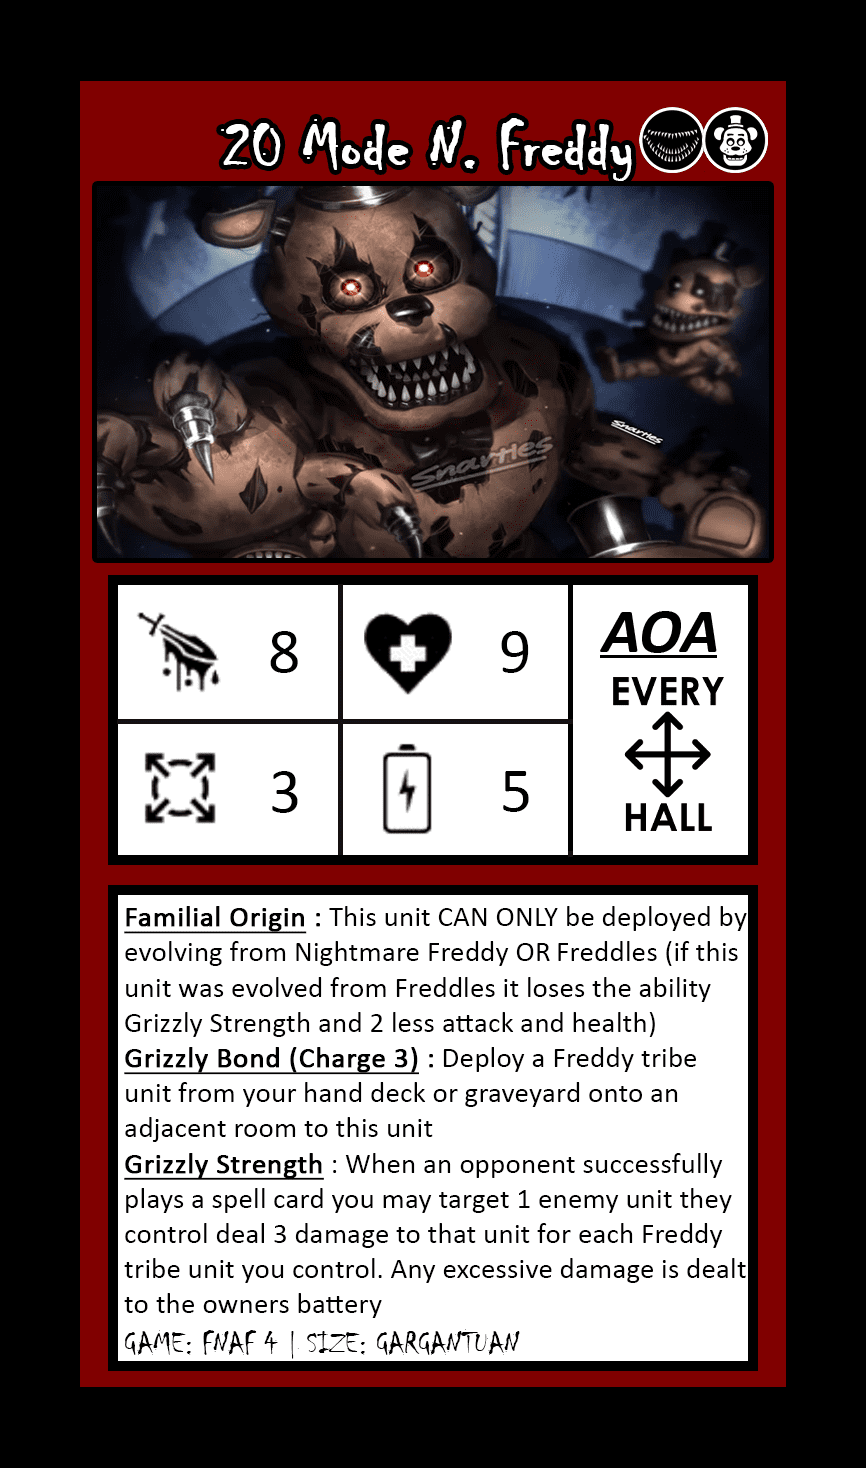 20 Mode N. Freddy
Snarties
Snarties
8
9
AOA
EVERY
HALL
3
5
Familial Origin : This unit CAN ONLY be deployed by
evolving from Nightmare Freddy OR Freddles (if this
unit was evolved from Freddles it loses the ability
Grizzly Strength and 2 less attack and health)
Grizzly Bond (Charge 3) : Deploy a Freddy tribe
unit from your hand deck or graveyard onto an
adjacent room to this unit
Grizzly Strength : When an opponent successfully
plays a spell card you may target 1 enemy unit they
control deal 3 damage to that unit for each Freddy
tribe unit you control. Any excessive damage is dealt
to the owners battery
GAME: FNAF 4 | SIZE: GARGANTUAN